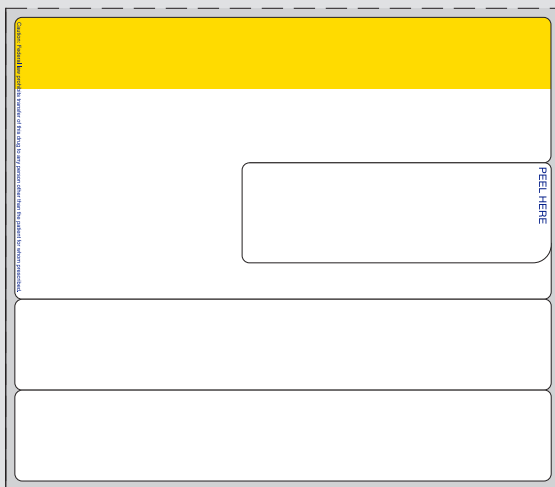 Caution: Federal law prohibits transfer of this drug to any person other than the patient for whom prescribed.
PEEL HERE